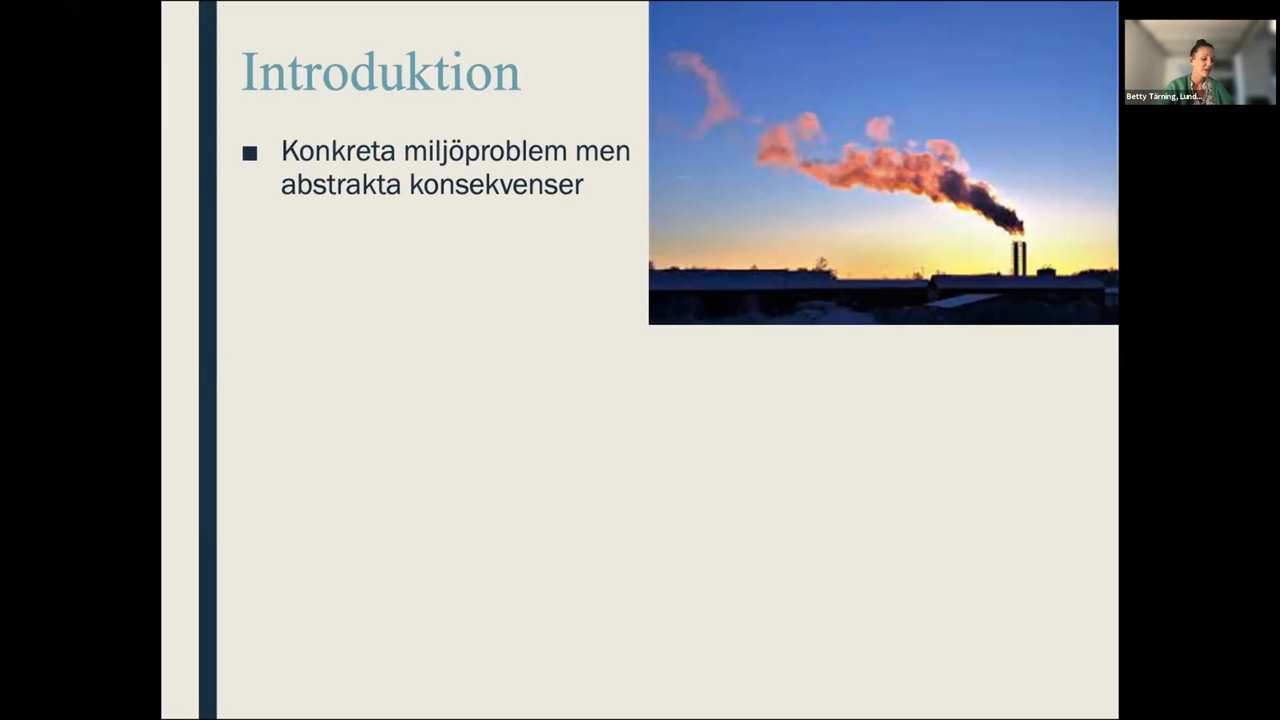 Introduktion
■ Konkreta miljöproblem men
abstrakta konsekvenser
Betty Tärning, Lund...